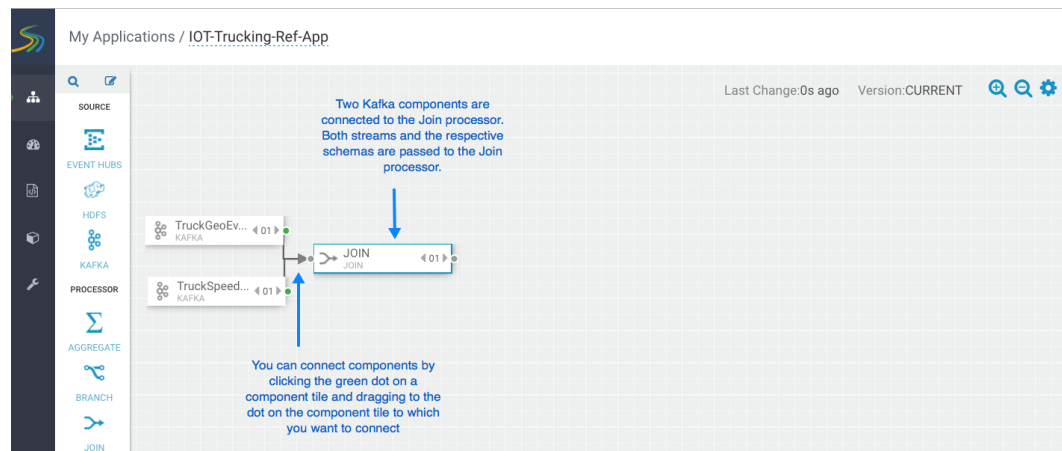 My Applications / IOT-Trucking-Ref-App
Last Change:0s ago Version:CURRENT
SOURCE
EVENT HUBS
HDFS
KAFKA
PROCESSOR
AGGREGATE
BRANCH
JOIN
Two Kafka components are
connected to the Join processor.
Both streams and the respective
schemas are passed to the Join
processor.
TruckGeoEv... 01
KAFKA
JOIN 01
JOIN
TruckSpeed... 01
KAFKA
You can connect components by
clicking the green dot on a
component tile and dragging to the
dot on the component tile to which
you want to connect